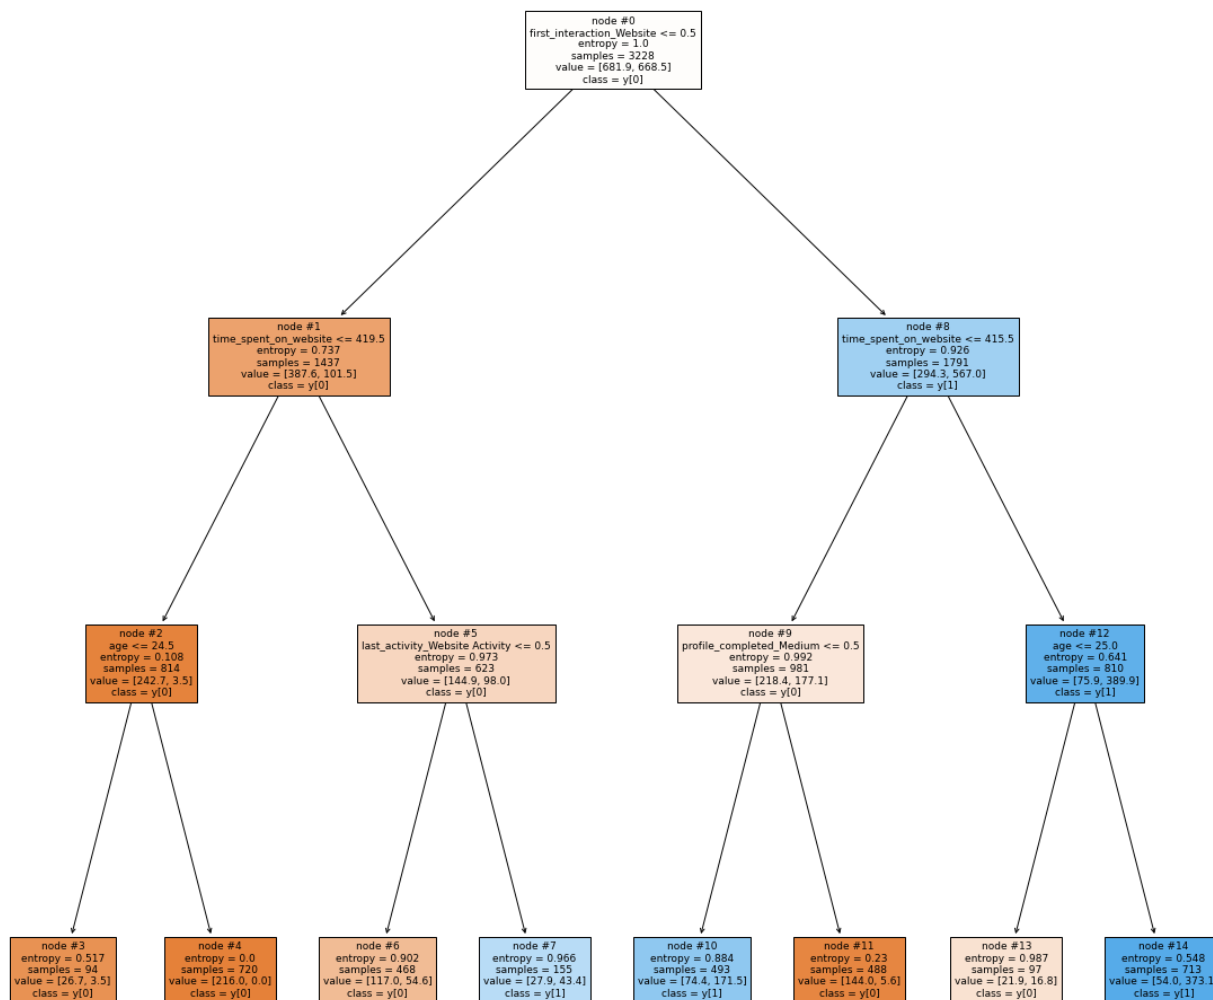 node #0
first_interaction_Website <= 0.5
entropy = 1.0
samples = 3228
value = [681.9, 668.5]
class = y[0]
node #1
time_spent_on_website <= 419.5
entropy = 0.737
samples = 1437
value = [387.6, 101.5]
class = y[0]
node #8
time_spent_on_website <= 415.5
entropy = 0.926
samples = 1791
value = [294.3, 567.0]
class = y[1]
node #2
age <= 24.5
entropy = 0.108
samples = 814
value = [242.7, 3.5]
class = y[0]
node #5
last_activity_Website Activity <= 0.5
entropy = 0.973
samples = 623
value = [144.9, 98.0]
class = y[0]
node #9
profile_completed_Medium <= 0.5
entropy = 0.992
samples = 981
value = [218.4, 177.1]
class = y[0]
node #12
age <= 25.0
entropy = 0.641
samples = 810
value = [75.9, 389.9]
class = y[1]
node #3
entropy = 0.517
samples = 94
value = [26.7, 3.5]
class = y[0]
node #4
entropy = 0.0
samples = 720
value = [216.0, 0.0]
class = y[0]
node #6
entropy = 0.902
samples = 468
value = [117.0, 54.6]
class = y[0]
node #7
entropy = 0.966
samples = 155
value = [27.9, 43.4]
class = y[1]
node #10
entropy = 0.884
samples = 493
value = [74.4, 171.5]
class = y[1]
node #11
entropy = 0.23
samples = 488
value = [144.0, 5.6]
class = y[0]
node #13
entropy = 0.987
samples = 97
value = [21.9, 16.8]
class = y[0]
node #14
entropy = 0.548
samples = 713
value = [54.0, 373.1]
class = y[1]